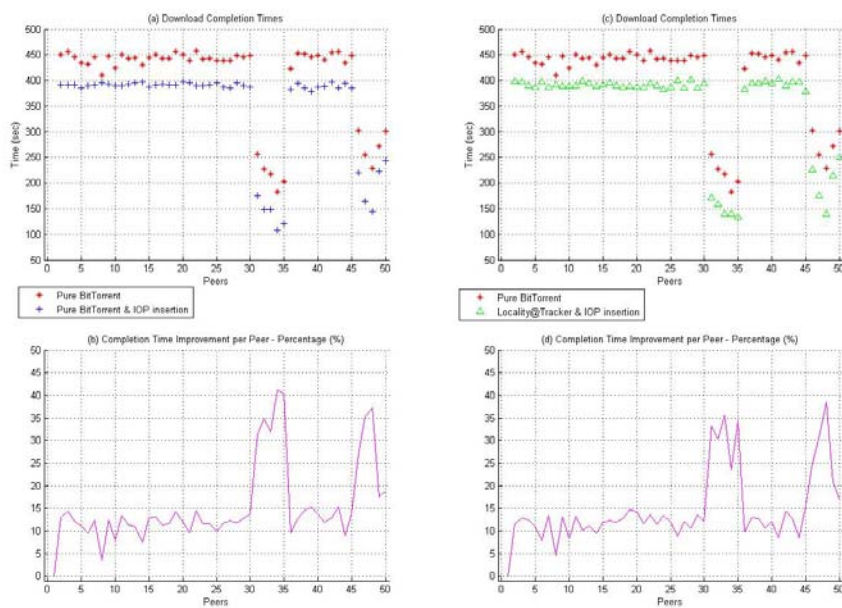 (a) Download Completion Times
500
450
400
350
300
250
200
150
100
50
Time (sec)
0 5 10 15 20 25 30 35 40 45 50
Peers
Pure BitTorrent
Pure BitTorrent & IOP insertion
(c) Download Completion Times
500
450
400
350
300
250
200
150
100
50
Time (sec)
0 5 10 15 20 25 30 35 40 45 50
Peers
Pure BitTorrent
Locality@Tracker & IOP insertion
(b) Completion Time Improvement per Peer - Percentage (%)
50
45
40
35
30
25
20
15
10
5
0
0 5 10 15 20 25 30 35 40 45 50
Peers
(d) Completion Time Improvement per Peer - Percentage (%)
50
45
40
35
30
25
20
15
10
5
0
0 5 10 15 20 25 30 35 40 45 50
Peers